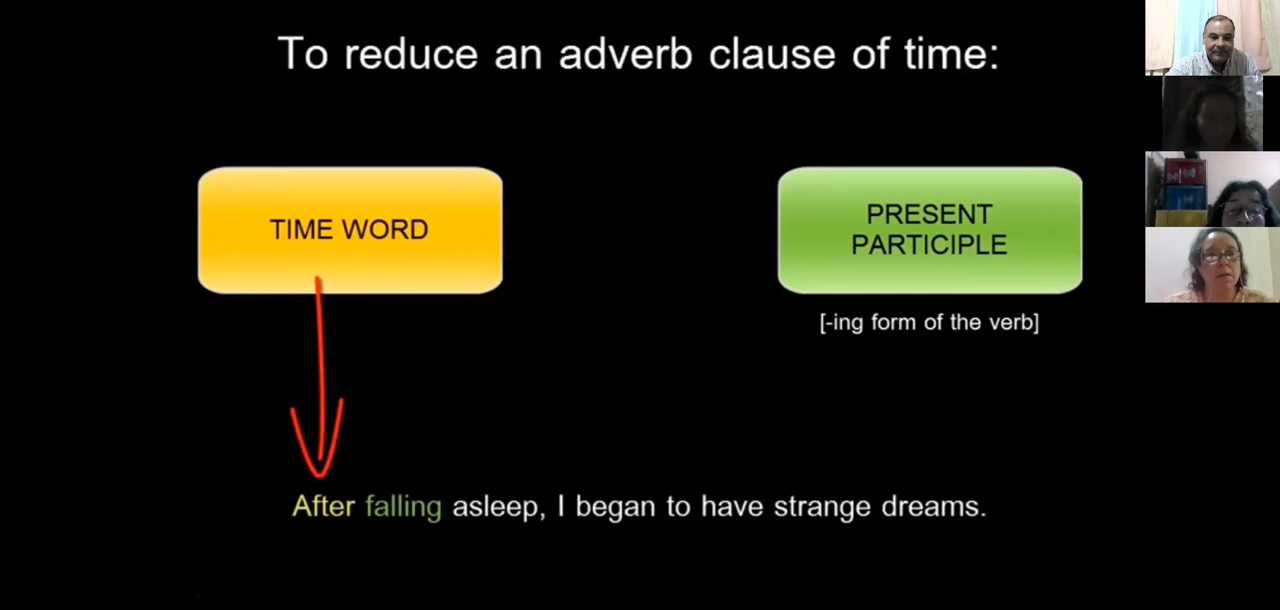 To reduce an adverb clause of time:
TIME WORD
PRESENT
PARTICIPLE
[-ing form of the verb]
After falling asleep, I began to have strange dreams.